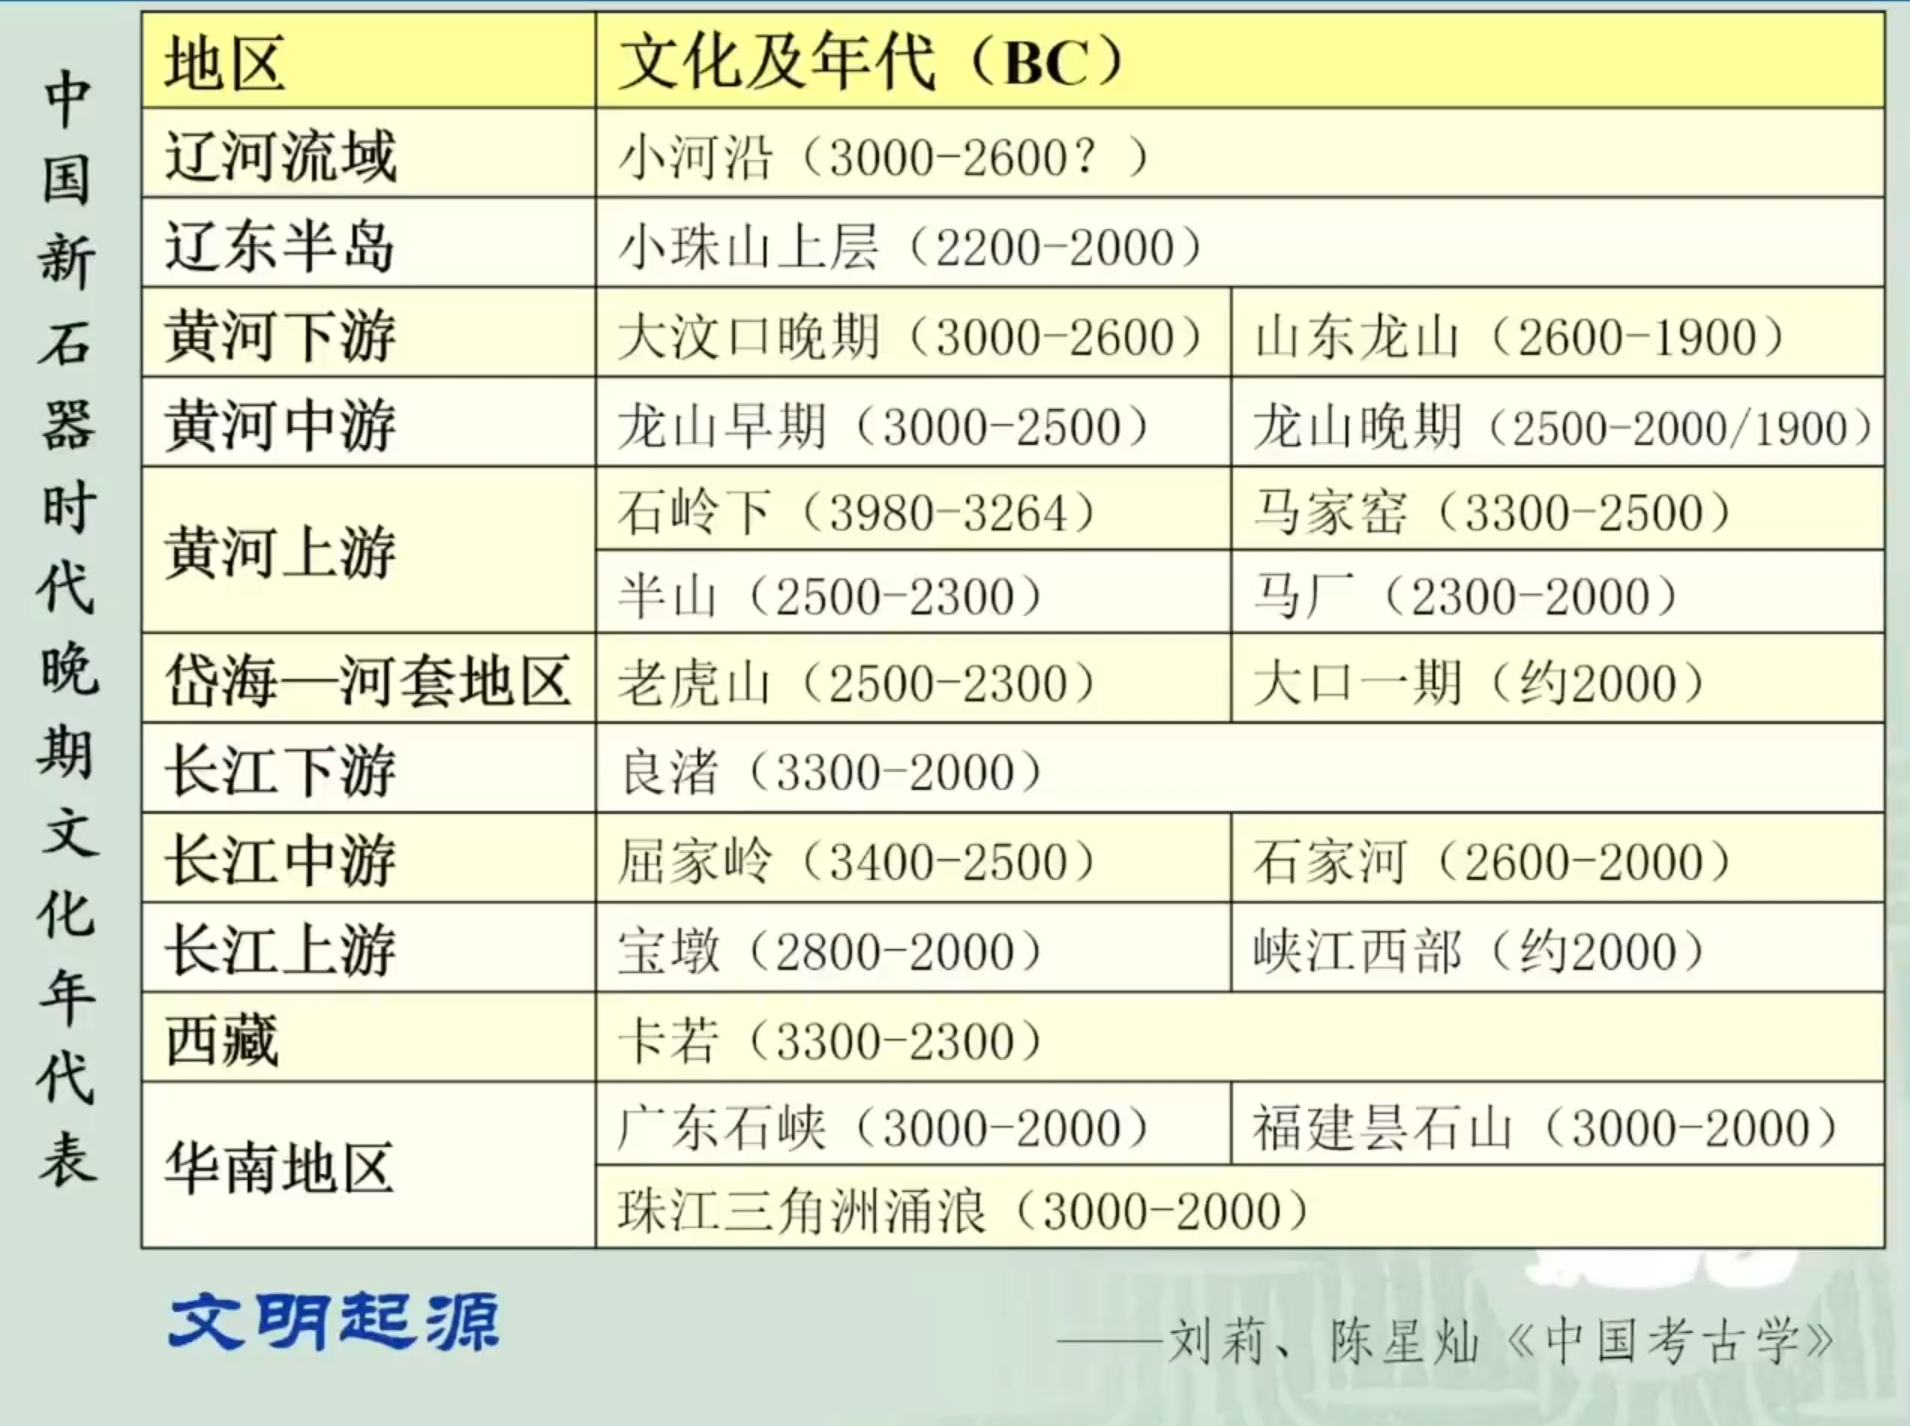 中国新石器时代晚期文化年代表
地区 文化及年代（BC）
辽河流域 小河沿（3000-2600？）
辽东半岛 小珠山上层（2200-2000）
黄河下游 大汶口晚期（3000-2600） 山东龙山（2600-1900）
黄河中游 龙山早期（3000-2500） 龙山晚期（2500-2000/1900）
黄河上游 石岭下（3980-3264） 马家窑（3300-2500）
半山（2500-2300） 马厂（2300-2000）
岱海—河套地区 老虎山（2500-2300） 大口一期（约2000）
长江下游 良渚（3300-2000）
长江中游 屈家岭（3400-2500） 石家河（2600-2000）
长江上游 宝墩（2800-2000） 峡江西部（约2000）
西藏 卡若（3300-2300）
华南地区 广东石峡（3000-2000） 福建昙石山（3000-2000）
珠江三角洲涌浪（3000-2000）
文明起源
——刘莉、陈星灿《中国考古学》